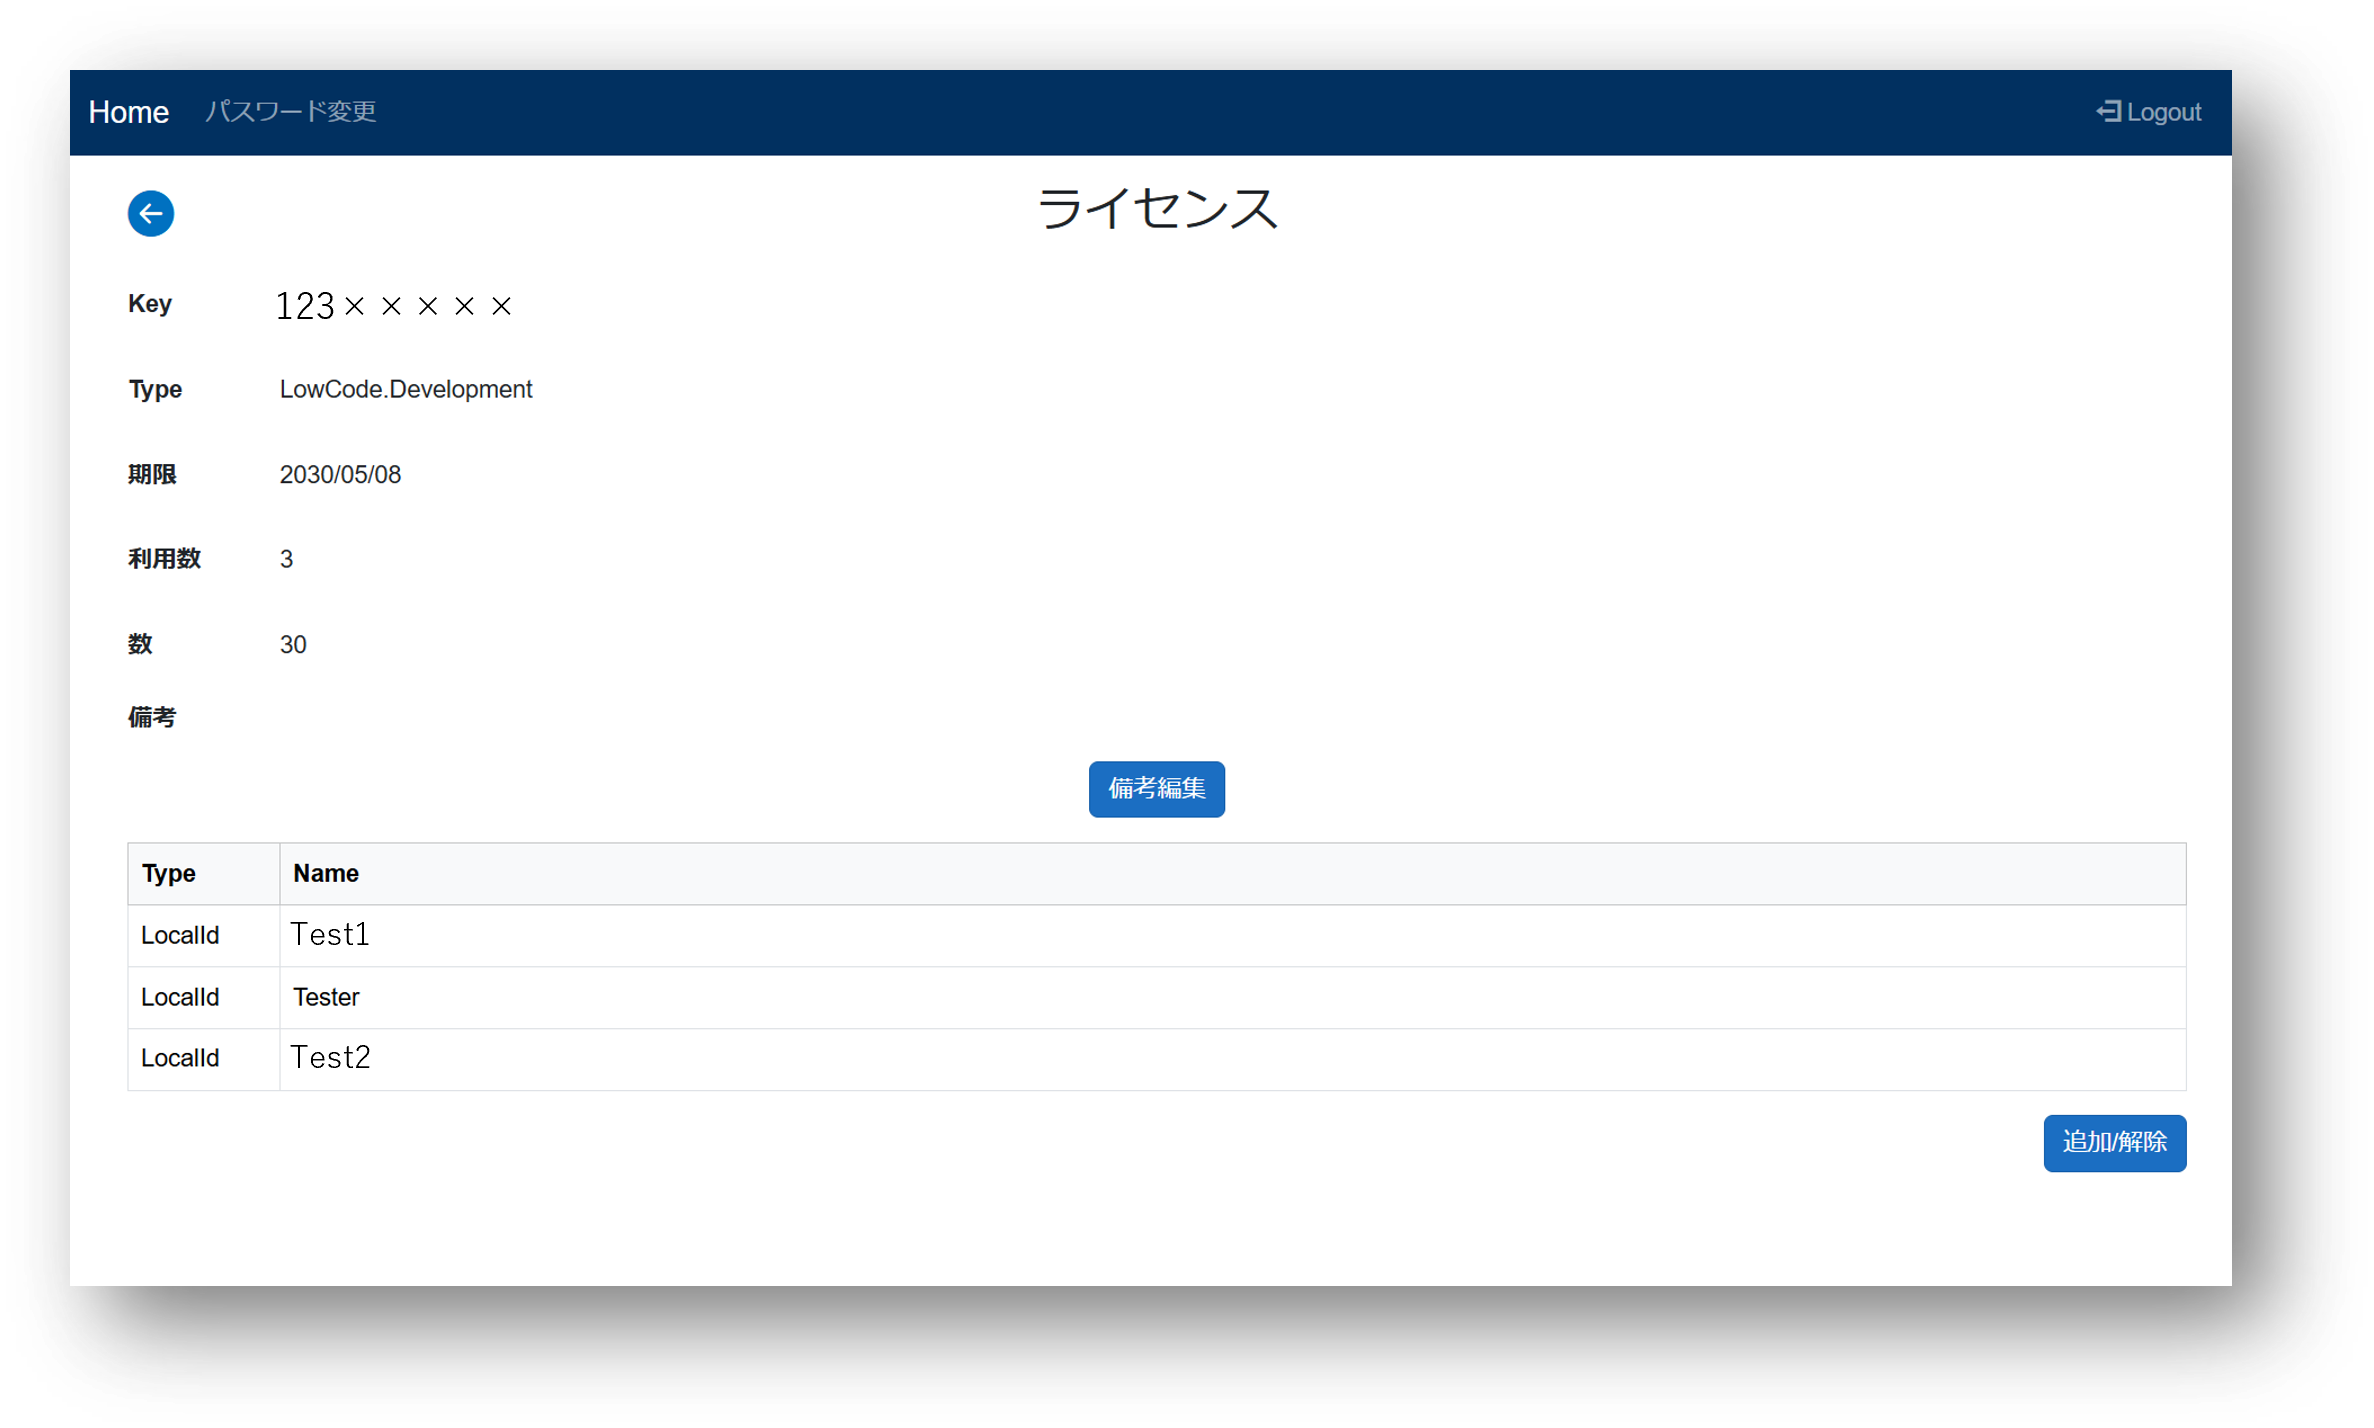 Home パスワード変更 Logout
ライセンス
Key 123×××××
Type LowCode.Development
期限 2030/05/08
利用数 3
数 30
備考
備考編集
Type Name
LocalId Test1
LocalId Tester
LocalId Test2
追加/解除